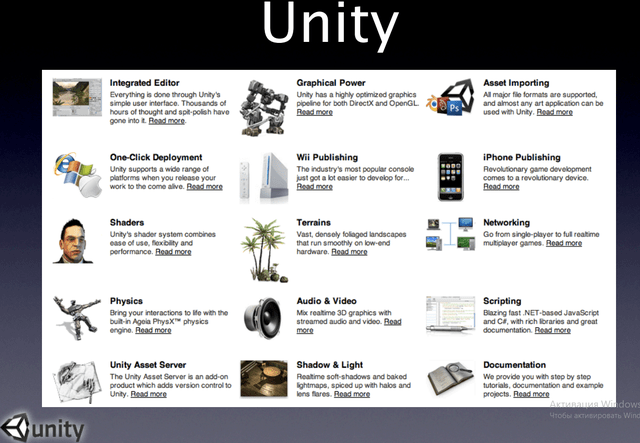 Unity
Integrated Editor
Everything is done through Unity's
simple user interface. Thousands of
hours of thought and spit-polish have
gone into it. Read more.
Graphical Power
Unity has a highly optimized graphics
pipeline for both DirectX and OpenGL.
Read more
Asset Importing
All major file formats are supported,
and almost any art application can be
used with Unity. Read more
One-Click Deployment
Unity supports a wide range of
platforms when you release your
work to the come alive. Read more
Wii Publishing
The industry's most popular console
just got a lot easier to develop for...
Read more
iPhone Publishing
Revolutionary game development
comes to a revolutionary device.
Read more
Shaders
Unity's shader system combines
ease of use, flexibility and
performance. Read more
Terrains
Vast, densely foliaged landscapes
that run smoothly on low-end
hardware. Read more
Networking
Go from single-player to full realtime
multiplayer games. Read more
Physics
Bring your interactions to life with the
built-in Ageia PhysX™ physics
engine. Read more
Audio & Video
Mix realtime 3D graphics with
streamed audio and video. Read
more
Scripting
Blazing fast .NET-based JavaScript
and C#, with rich libraries and great
documentation. Read more
Unity Asset Server
The Unity Asset Server is an add-on
product which adds version control to
Unity. Read more
Shadow & Light
Realtime soft-shadows and baked
lightmaps, spiced up with halos and
lens flares. Read more
Documentation
We provide you with step by step
tutorials, documentation and example
projects. Read more
Ps
Активация Windows
Чтобы активировать Wind
unity